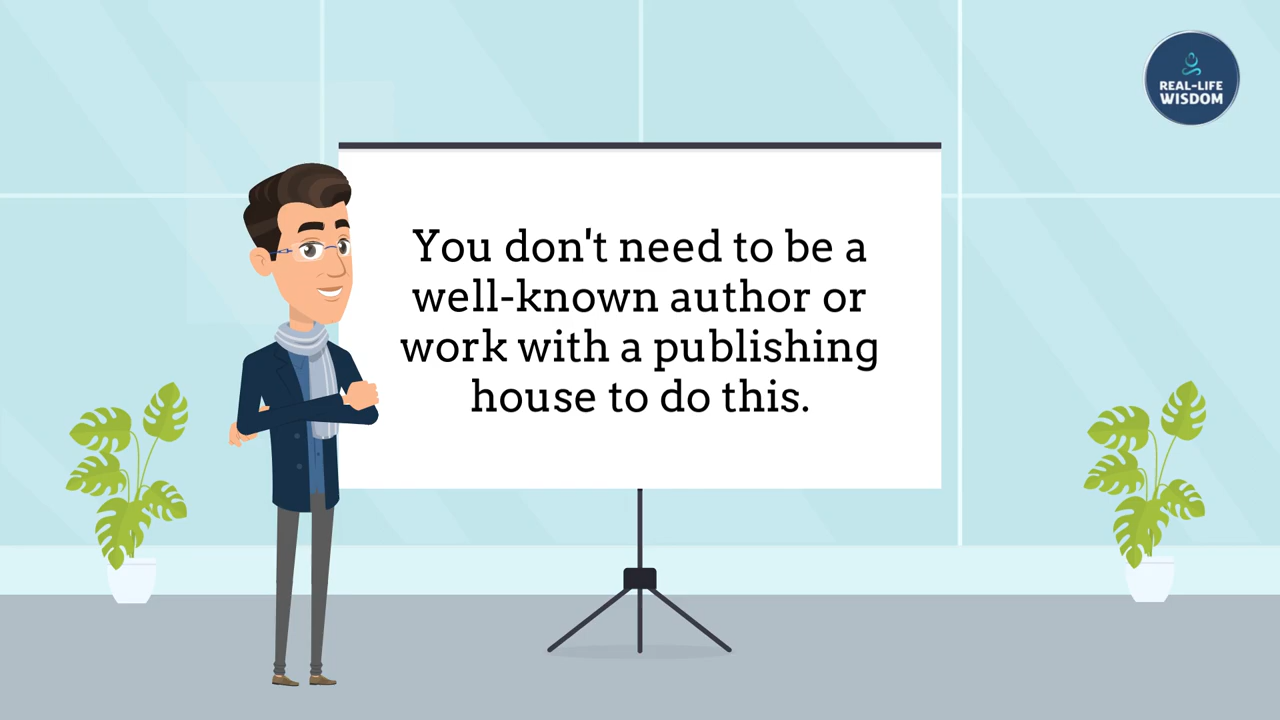 REAL-LIFE
WISDOM
You don't need to be a
well-known author or
work with a publishing
house to do this.